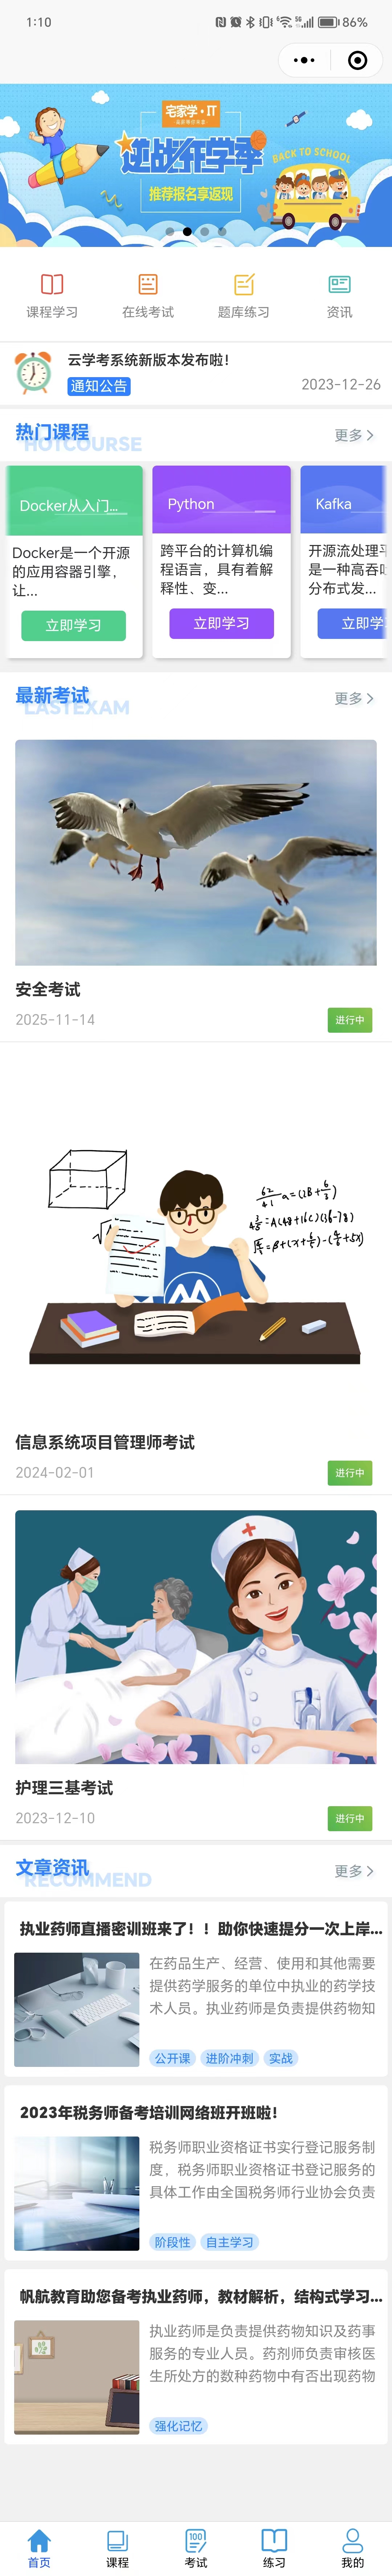 1:10
86%
宅家学·IT
逆战开学季
推荐报名享返现
BACK TO SCHOOL
课程学习
在线考试
题库练习
资讯
云学考系统新版本发布啦!
通知公告
2023-12-26
热门课程
HOTCOURSE
更多
Docker从入门...
Docker是一个开源
的应用容器引擎，
让...
立即学习
Python
跨平台的计算机编
程语言，具有着解
释性、变...
立即学习
Kafka
开源流处理平
是一种高吞吐
分布式发...
立即学
最新考试
LASTEXAM
更多
安全考试
2025-11-14
进行中
信息系统项目管理师考试
2024-02-01
进行中
护理三基考试
2023-12-10
进行中
文章资讯
RECOMMEND
更多
执业药师直播密训班来了！！助你快速提分一次上岸...
在药品生产、经营、使用和其他需要
提供药学服务的单位中执业的药学技
术人员。执业药师是负责提供药物知
公开课 进阶冲刺 实战
2023年税务师备考培训网络班开班啦!
税务师职业资格证书实行登记服务制
度，税务师职业资格证书登记服务的
具体工作由全国税务师行业协会负责
阶段性 自主学习
帆航教育助您备考执业药师，教材解析，结构式学习...
执业药师是负责提供药物知识及药事
服务的专业人员。药剂师负责审核医
生所处方的数种药物中有否出现药物
强化记忆
首页
课程
考试
练习
我的